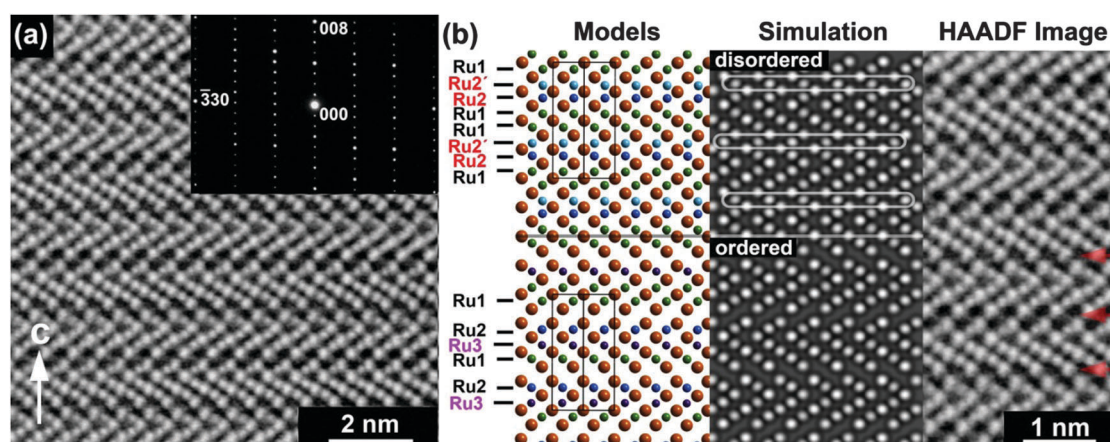 (a)
008
3̄30
000
C
2 nm
(b)
Models
Simulation
HAADF Image
Ru1
Ru2´
Ru2
Ru1
Ru1
Ru2´
Ru2
Ru1
Ru1
Ru2
Ru3
Ru1
Ru2
Ru3
disordered
ordered
1 nm